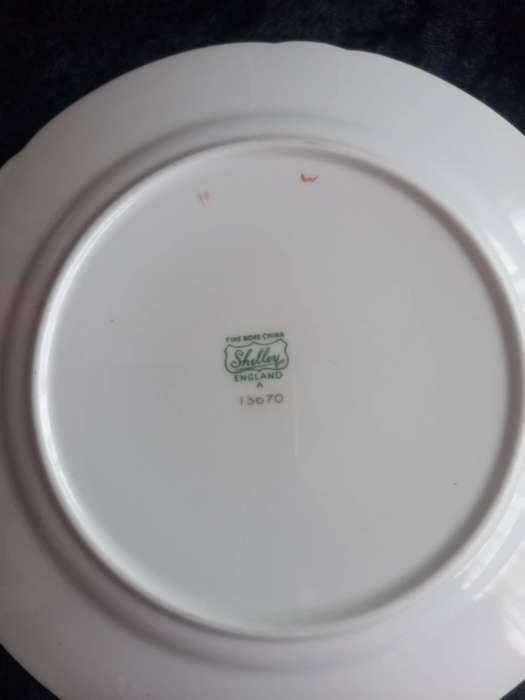 FINE BONE CHINA
Shelley
ENGLAND
A
13670